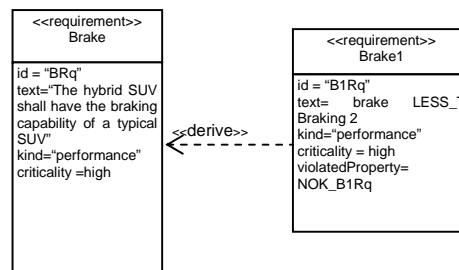 <<requirement>>
Brake
id = "BRq"
text="The hybrid SUV
shall have the braking
capability of a typical
SUV"
kind="performance"
criticality =high
<<derive>>
<<requirement>>
Brake1
id = "B1Rq"
text= brake LESS_T
Braking 2
kind="performance"
criticality = high
violatedProperty=
NOK_B1Rq